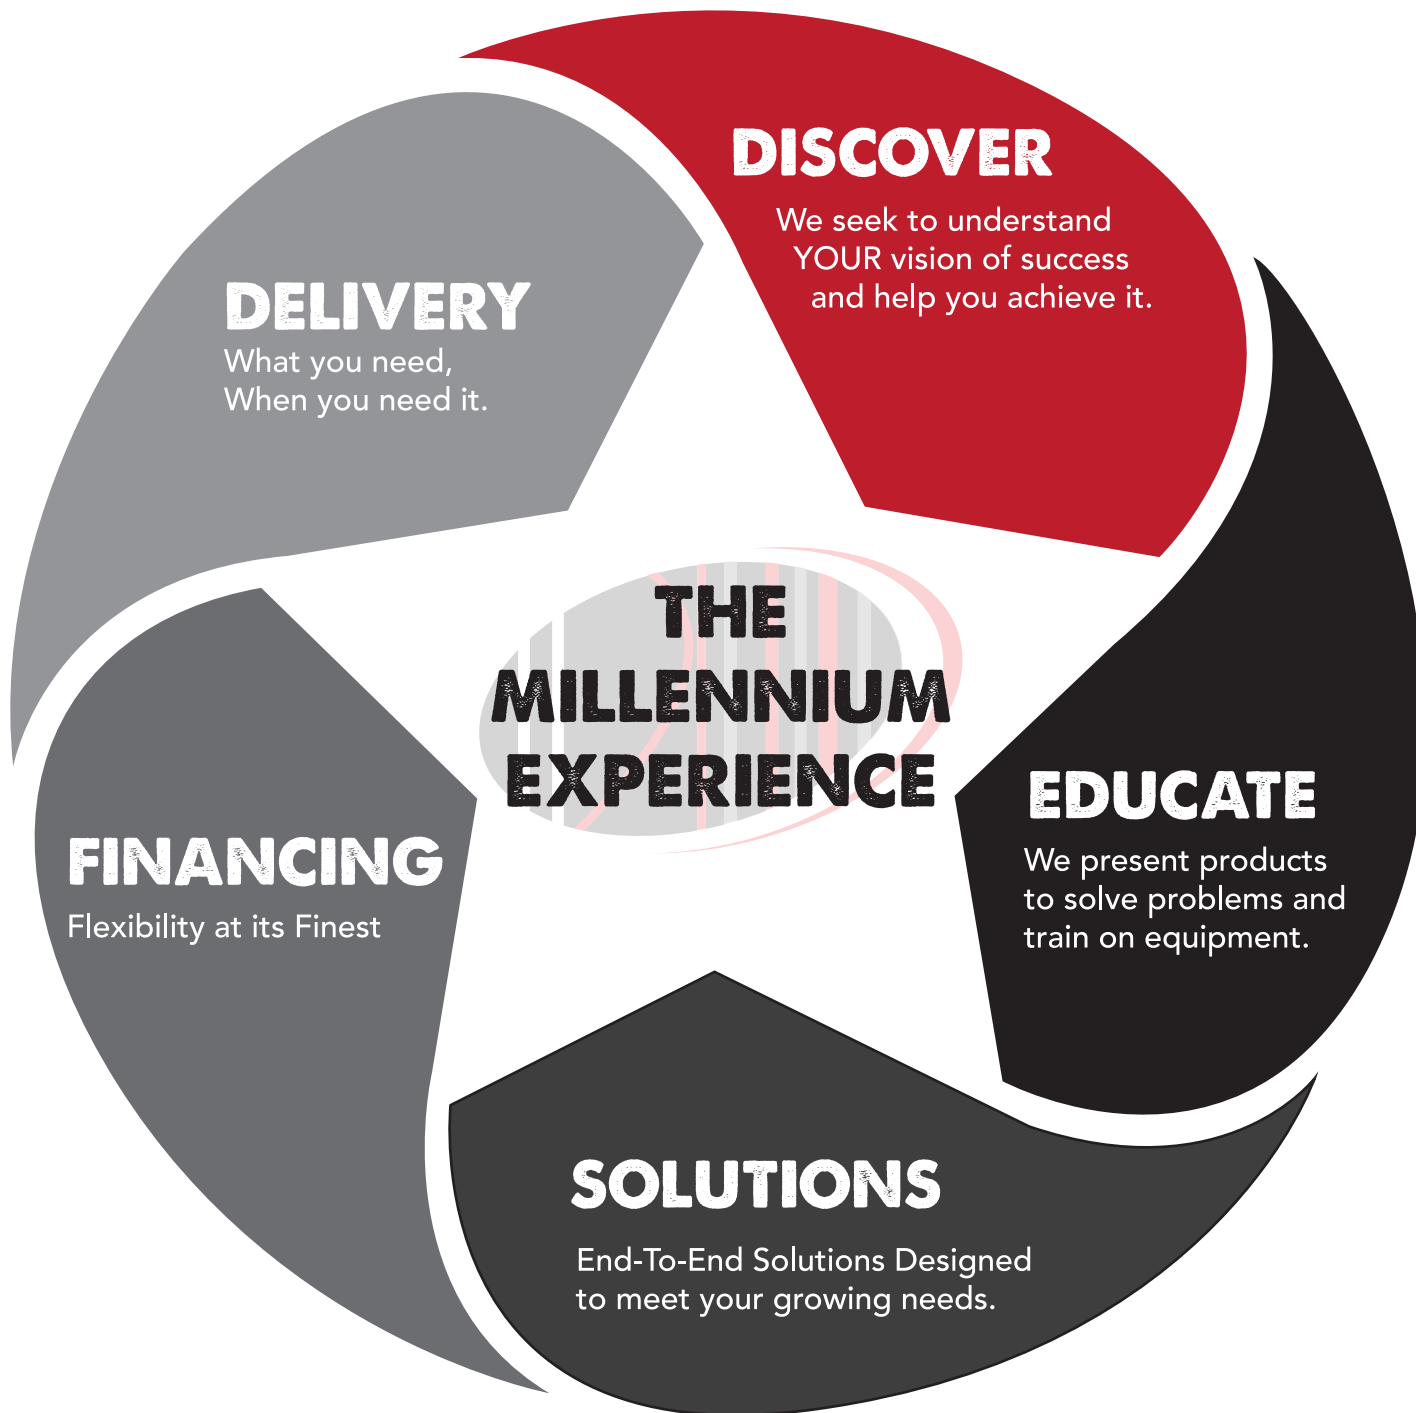 DISCOVER
We seek to understand
YOUR vision of success
and help you achieve it.
DELIVERY
What you need,
When you need it.
THE
MILLENNIUM
EXPERIENCE
EDUCATE
We present products
to solve problems and
train on equipment.
FINANCING
Flexibility at its Finest
SOLUTIONS
End-To-End Solutions Designed
to meet your growing needs.